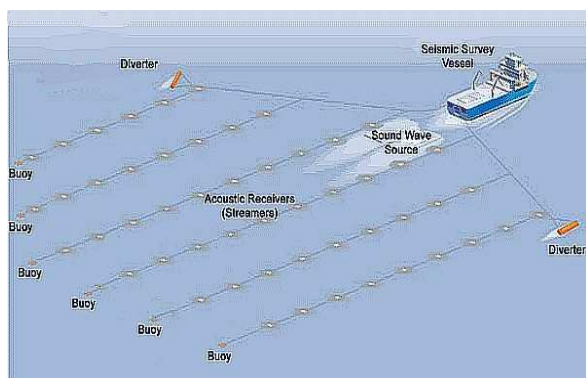 Seismic Survey
Vessel
Diverter
Sound Wave
Source
Buoy
Acoustic Receivers
(Streamers)
Buoy
Diverter
Buoy
Buoy
Buoy
Buoy